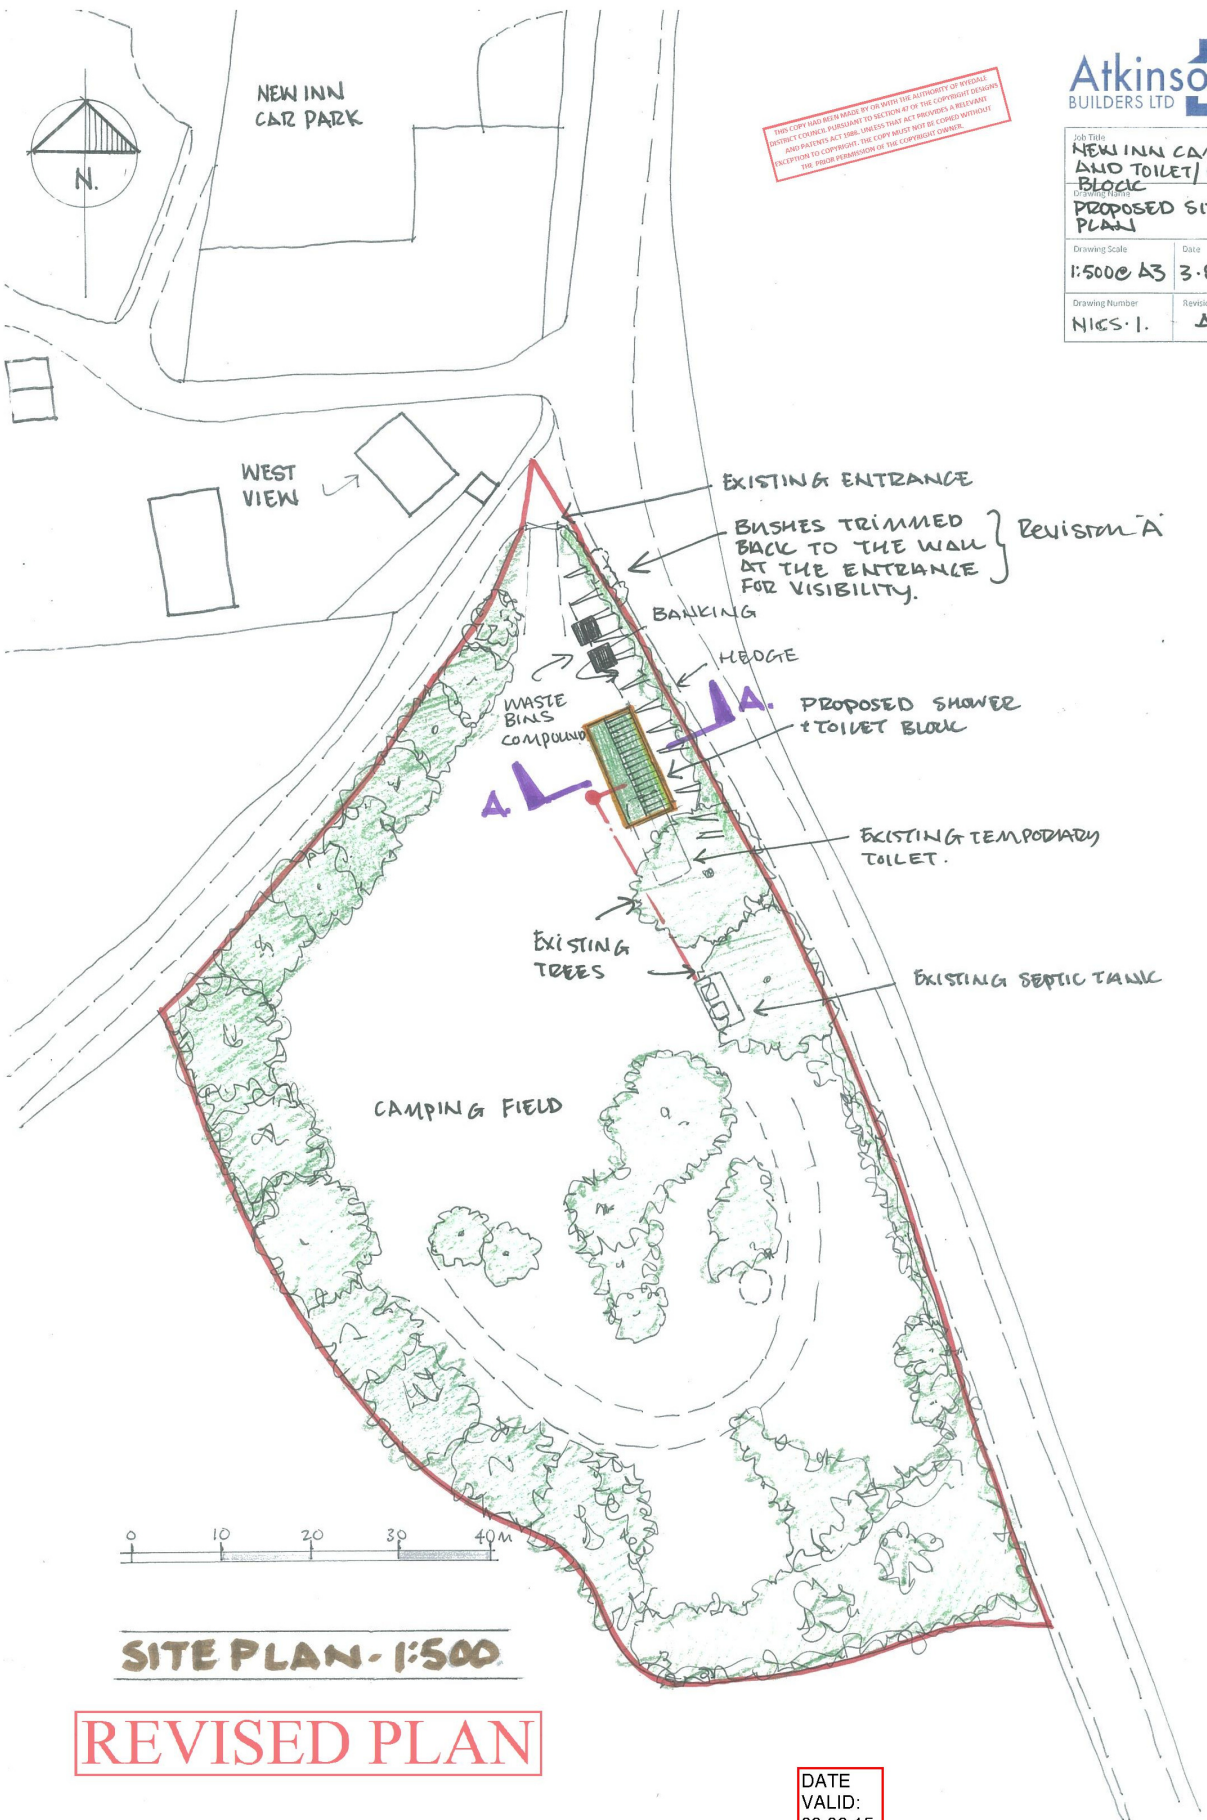 NEW INN
CAR PARK
N.
THIS COPY HAD BEEN MADE BY OR WITH THE AUTHORITY OF RYEDALE
DISTRICT COUNCIL PURSUANT TO SECTION 47 OF THE COPYRIGHT DESIGNS
AND PATENTS ACT 1988. UNLESS THAT ACT PROVIDES A RELEVANT
EXCEPTION TO COPYRIGHT. THE COPY MUST NOT BE COPIED WITHOUT
THE PRIOR PERMISSION OF THE COPYRIGHT OWNER.
Atkinso
BUILDERS LTD
Job Title
NEW INN CA
AND TOILET/
BLOCK
Drawing Name
PROPOSED SI
PLAN
Drawing Scale
Date
1:500@ A3
3.
Drawing Number
Revisi
NICS.1.
A
WEST
VIEW
EXISTING ENTRANCE
BUSHES TRIMMED
BACK TO THE WALL
AT THE ENTRANCE
FOR VISIBILITY.
Revision "A"
BANKING
HEDGE
WASTE
BINS
COMPOUND
A.
PROPOSED SHOWER
+ TOILET BLOCK
A.
EXISTING TEMPORARY
TOILET.
EXISTING
TREES
EXISTING SEPTIC TANK
CAMPING FIELD
0 10 20 30 40M
SITE PLAN - 1:500
REVISED PLAN
DATE
VALID: